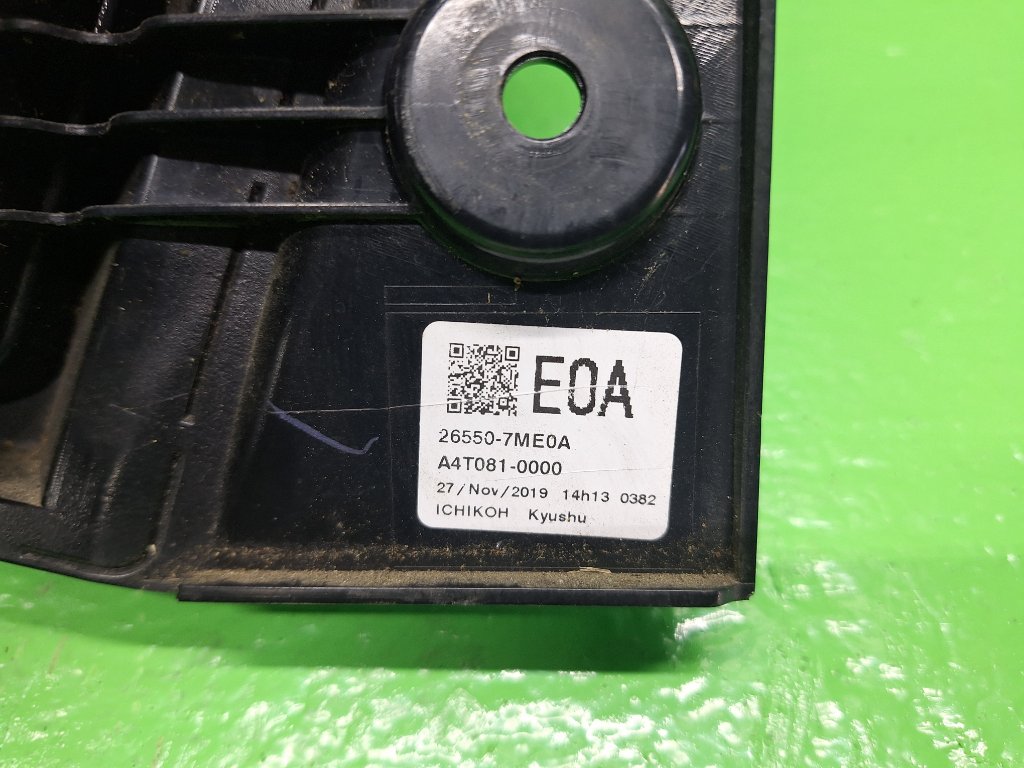 E0A
26550-7ME0A
A4T081-0000
27/Nov/2019 14h13 0382
ICHIKOH Kyushu